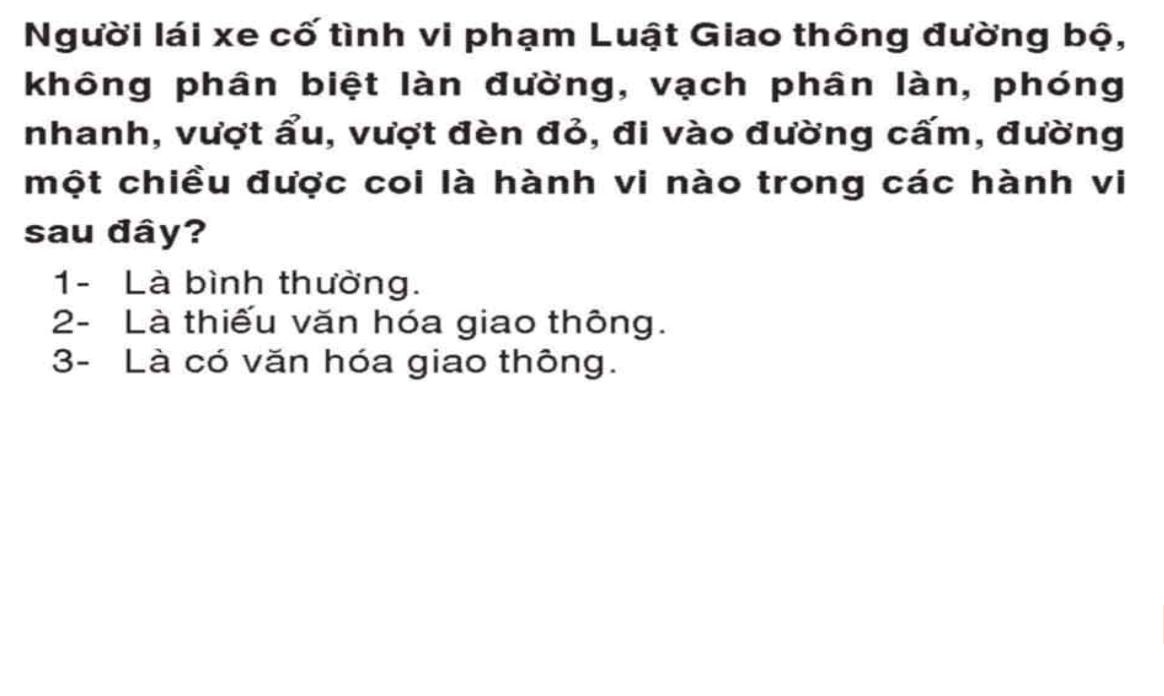 Người lái xe cố tình vi phạm Luật Giao thông đường bộ,
không phân biệt làn đường, vạch phân làn, phóng
nhanh, vượt ẩu, vượt đèn đỏ, đi vào đường cấm, đường
một chiều được coi là hành vi nào trong các hành vi
sau đây?
1- Là bình thường.
2- Là thiếu văn hóa giao thông.
3- Là có văn hóa giao thông.